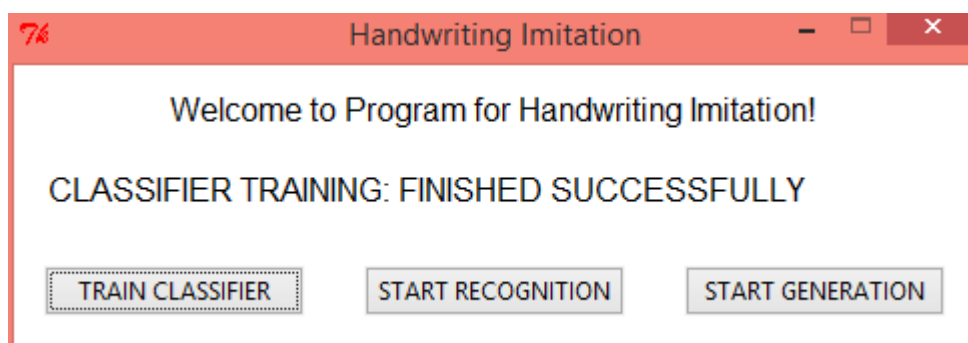 Handwriting Imitation
Welcome to Program for Handwriting Imitation!
CLASSIFIER TRAINING: FINISHED SUCCESSFULLY
TRAIN CLASSIFIER START RECOGNITION START GENERATION